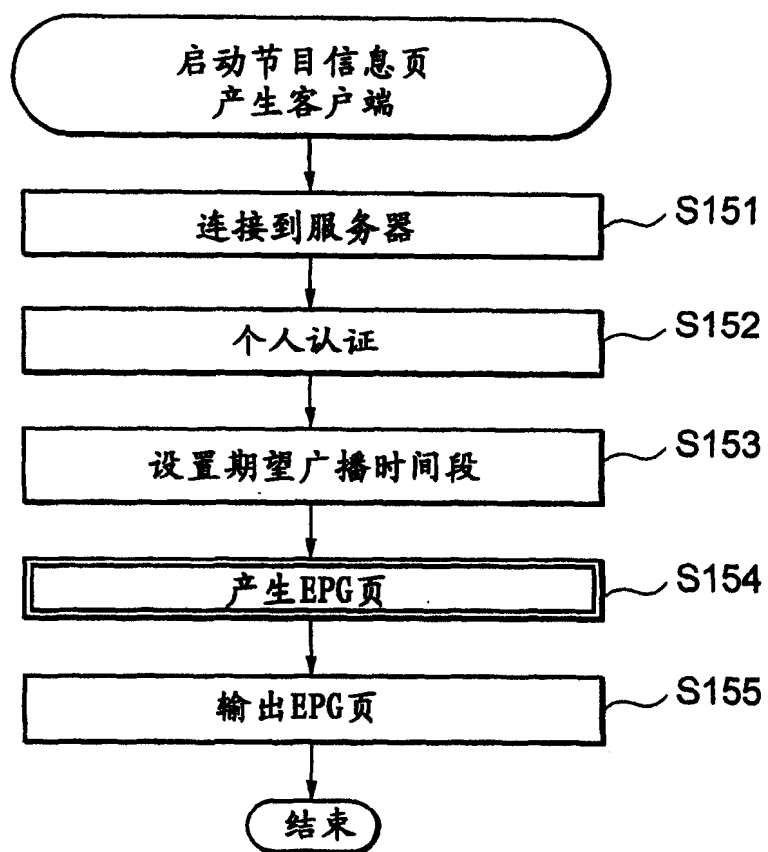 启动节目信息页
产生客户端
连接到服务器
S151
个人认证
S152
设置期望广播时间段
S153
产生EPG页
S154
输出EPG页
S155
结束